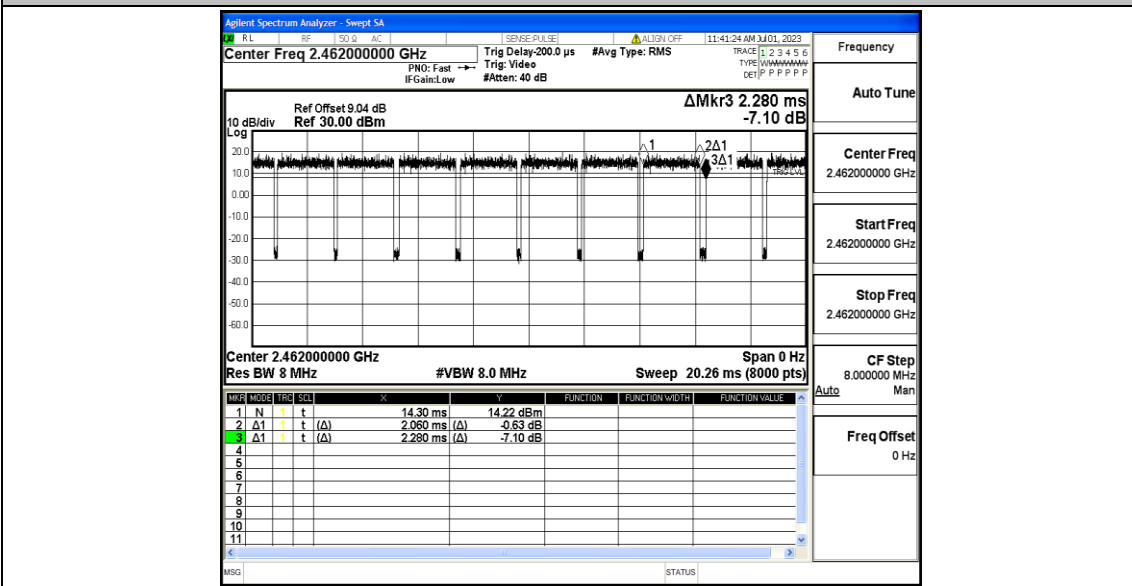 Agilent Spectrum Analyzer - Swept SA
RL RF 50 Ω AC SENSE:PULSE ALIGN OFF 11:41:24 AM Jul 01, 2023
Center Freq 2.462000000 GHz
PNO: Fast
IFGain:Low
Trig Delay-200.0 µs
Trig: Video
#Atten: 40 dB
#Avg Type: RMS
TRACE 1 2 3 4 5 6
TYPE
DET P P P P P P
Ref Offset 9.04 dB
Ref 30.00 dBm
10 dB/div
Log
ΔMkr3 2.280 ms
-7.10 dB
20.0
10.0
0.00
-10.0
-20.0
-30.0
-40.0
-50.0
-60.0
1
2Δ1
3Δ1
TRIG LVL
Center 2.462000000 GHz Span 0 Hz
Res BW 8 MHz #VBW 8.0 MHz Sweep 20.26 ms (8000 pts)
MKR MODE TRC SCL X Y FUNCTION FUNCTION WIDTH FUNCTION VALUE
1 N 1 t 14.30 ms 14.22 dBm
2 Δ1 1 t (Δ) 2.060 ms (Δ) -0.63 dB
3 Δ1 1 t (Δ) 2.280 ms (Δ) -7.10 dB
4
5
6
7
8
9
10
11
MSG STATUS
Frequency
Auto Tune
Center Freq
2.462000000 GHz
Start Freq
2.462000000 GHz
Stop Freq
2.462000000 GHz
CF Step
8.000000 MHz
Auto Man
Freq Offset
0 Hz